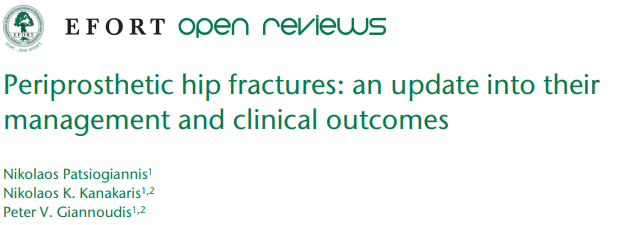 EFORT open reviews
Periprosthetic hip fractures: an update into their
management and clinical outcomes
Nikolaos Patsiogiannis1
Nikolaos K. Kanakaris1,2
Peter V. Giannoudis1,2